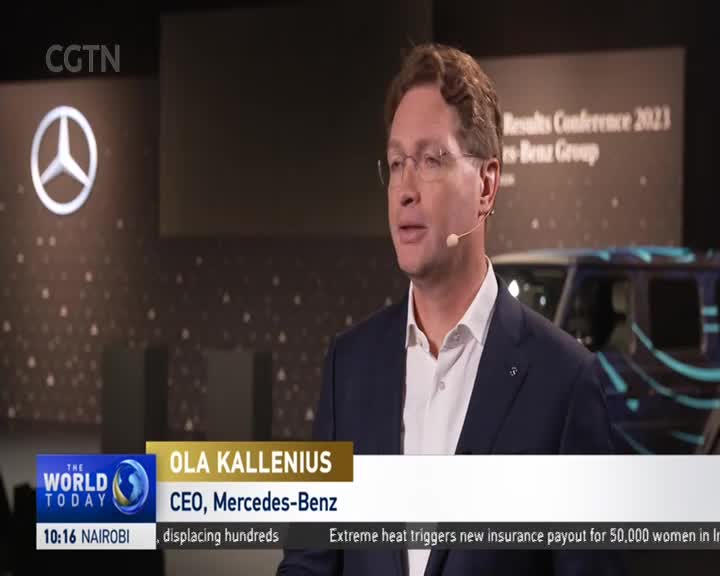 CGTN
Results Conference 2023
es-Benz Group
OLA KALLENIUS
CEO, Mercedes-Benz
THE
WORLD
TODAY
10:16 NAIROBI
, displacing hundreds Extreme heat triggers new insurance payout for 50,000 women in I